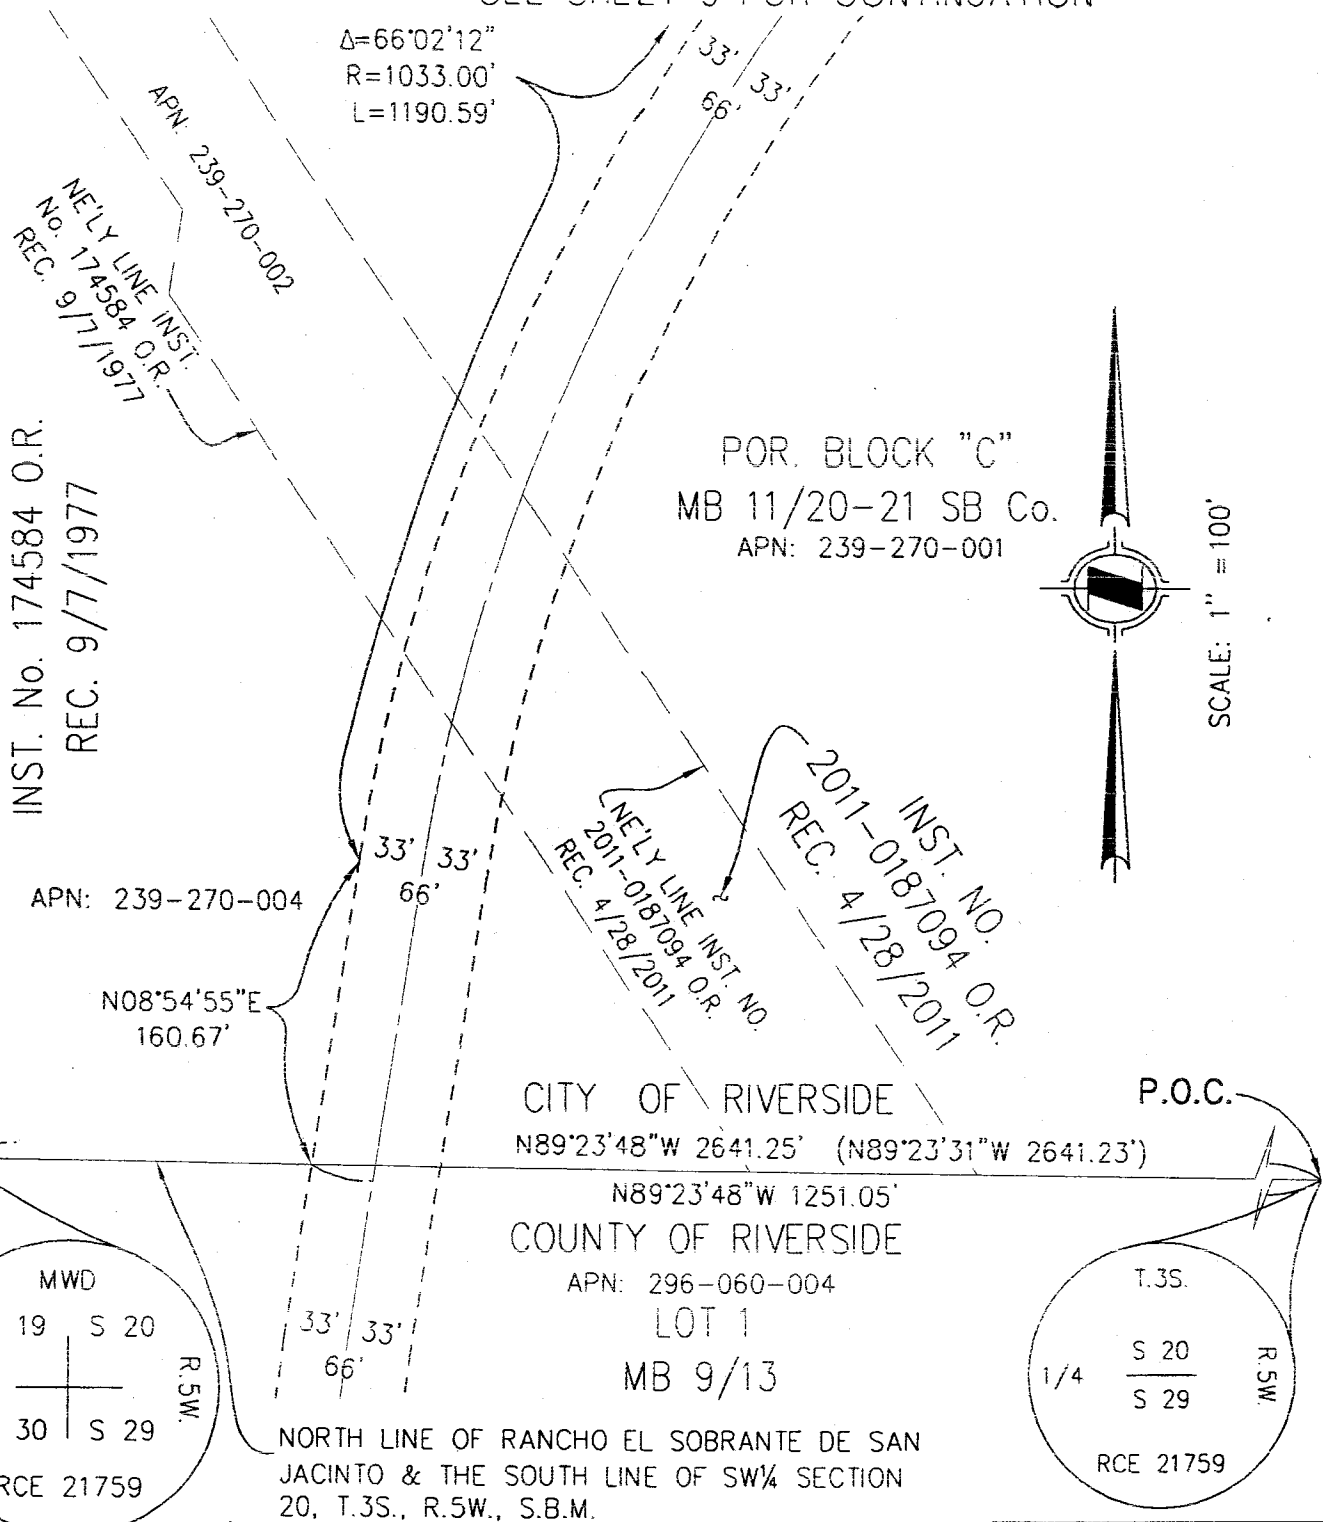 SEE SHEET 3 FOR CONTINUATION
Δ=66°02'12"
R=1033.00'
L=1190.59'
33' 33'
66'
APN: 239-270-002
NE'LY LINE INST.
No. 174584 O.R.
REC. 9/7/1977
INST. No. 174584 O.R.
REC. 9/7/1977
POR. BLOCK "C"
MB 11/20-21 SB Co.
APN: 239-270-001
SCALE: 1" = 100'
INST. NO.
2011-0187094 O.R.
REC. 4/28/2011
NE'LY LINE INST. NO.
2011-0187094 O.R.
REC. 4/28/2011
33' 33'
66'
APN: 239-270-004
N08°54'55"E
160.67'
CITY OF RIVERSIDE
P.O.C.
N89°23'48"W 2641.25' (N89°23'31"W 2641.23')
N89°23'48"W 1251.05'
COUNTY OF RIVERSIDE
APN: 296-060-004
LOT 1
MB 9/13
33' 33'
66'
MWD
19 S 20
R.5W.
30 S 29
RCE 21759
T.3S.
1/4 S 20
S 29
R.5W.
RCE 21759
NORTH LINE OF RANCHO EL SOBRANTE DE SAN
JACINTO & THE SOUTH LINE OF SW¼ SECTION
20, T.3S., R.5W., S.B.M.